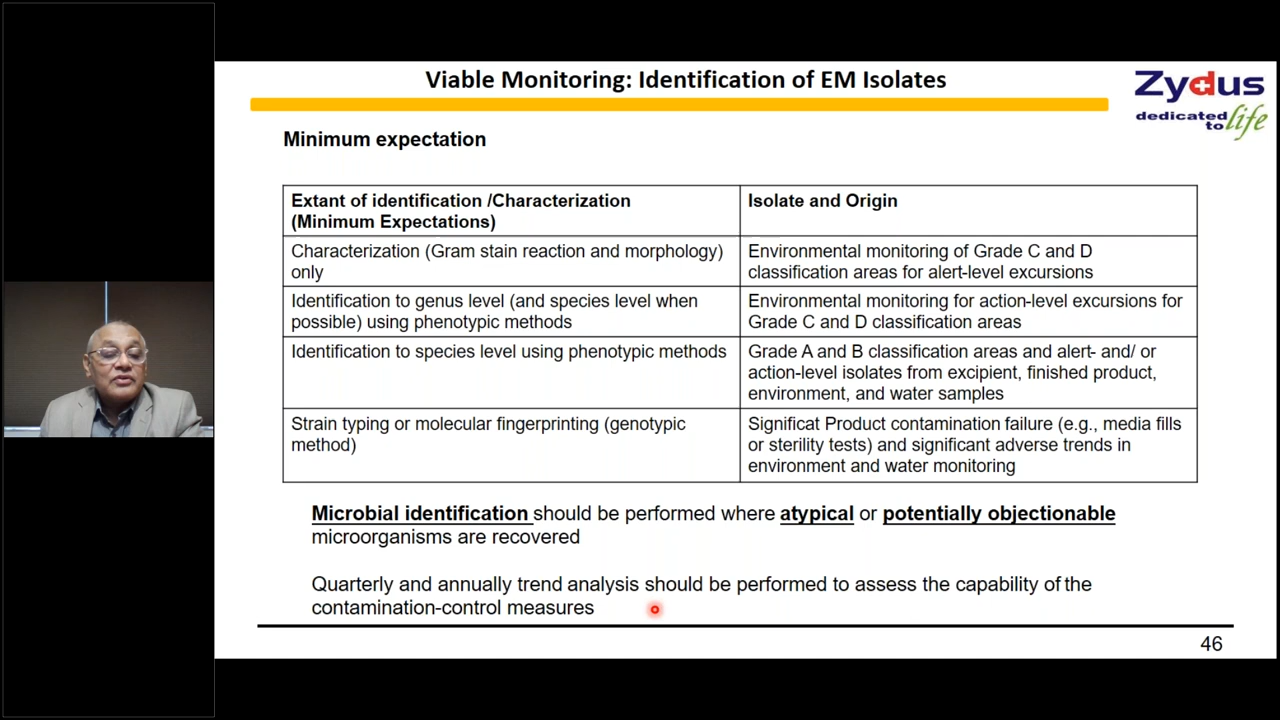 Viable Monitoring: Identification of EM Isolates
Zydus
dedicated
to life
Minimum expectation
Extant of identification /Characterization
(Minimum Expectations)
Isolate and Origin
Characterization (Gram stain reaction and morphology)
only
Environmental monitoring of Grade C and D
classification areas for alert-level excursions
Identification to genus level (and species level when
possible) using phenotypic methods
Environmental monitoring for action-level excursions for
Grade C and D classification areas
Identification to species level using phenotypic methods
Grade A and B classification areas and alert- and/ or
action-level isolates from excipient, finished product,
environment, and water samples
Strain typing or molecular fingerprinting (genotypic
method)
Significat Product contamination failure (e.g., media fills
or sterility tests) and significant adverse trends in
environment and water monitoring
Microbial identification should be performed where atypical or potentially objectionable
microorganisms are recovered
Quarterly and annually trend analysis should be performed to assess the capability of the
contamination-control measures
46